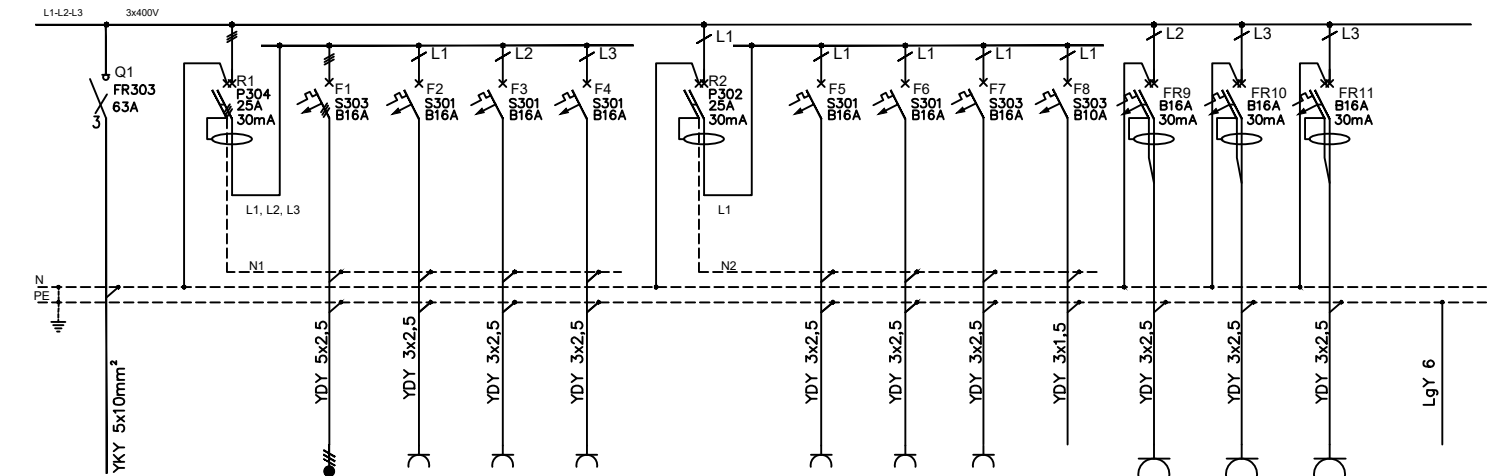 L1-L2-L3 3x400V
Q1
FR303
63A
3
R1
P304
25A
30mA
L1, L2, L3
F1
S303
B16A
L1
F2
S301
B16A
L2
F3
S301
B16A
L3
F4
S301
B16A
L1
R2
P302
25A
30mA
L1
L1
F5
S301
B16A
L1
F6
S301
B16A
L1
F7
S303
B16A
L1
F8
S303
B10A
L2
FR9
B16A
30mA
L3
FR10
B16A
30mA
L3
FR11
B16A
30mA
N1
N2
N
PE
YKY 5x10mm²
YDY 5x2,5
YDY 3x2,5
YDY 3x2,5
YDY 3x2,5
YDY 3x2,5
YDY 3x2,5
YDY 3x2,5
YDY 3x1,5
YDY 3x2,5
YDY 3x2,5
YDY 3x2,5
LgY 6